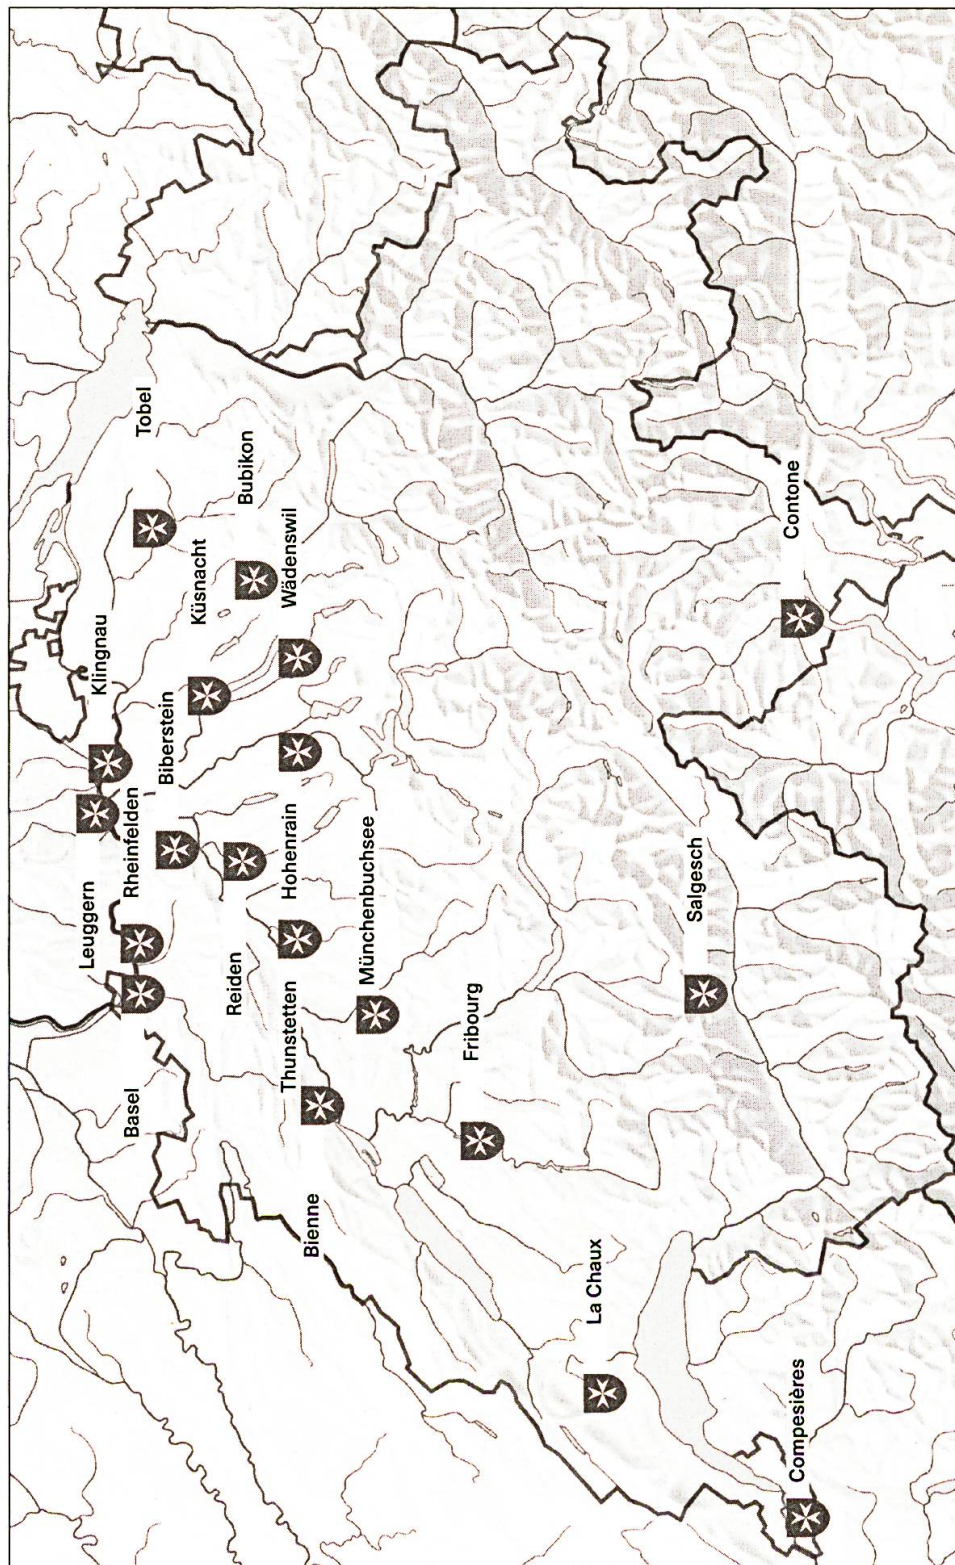 Leuggern
Klingnau
Basel
Rheinfelden
Biberstein
Tobel
Küsnacht
Reiden
Bubikon
Bienne
Thunstetten
Hohenrain
Wädenswil
Münchenbuchsee
Fribourg
La Chaux
Salgesch
Compesières
Contone